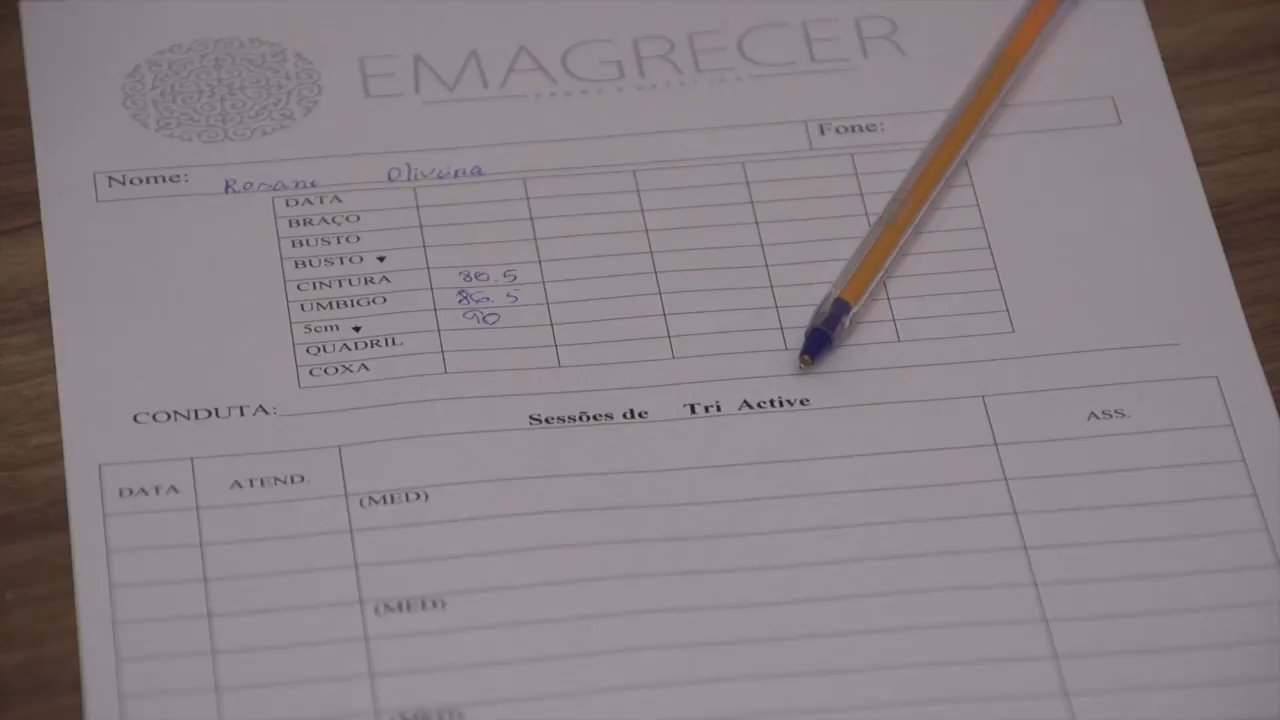 EMAGRECER
Fone:
Nome: Rosane Oliveira
DATA
BRAÇO
BUSTO
BUSTO
CINTURA 80.5
UMBIGO 86.5
5cm 90
QUADRIL
COXA
CONDUTA:
Sessões de Tri Active
DATA ATEND. ASS.
(MED)
(MED)